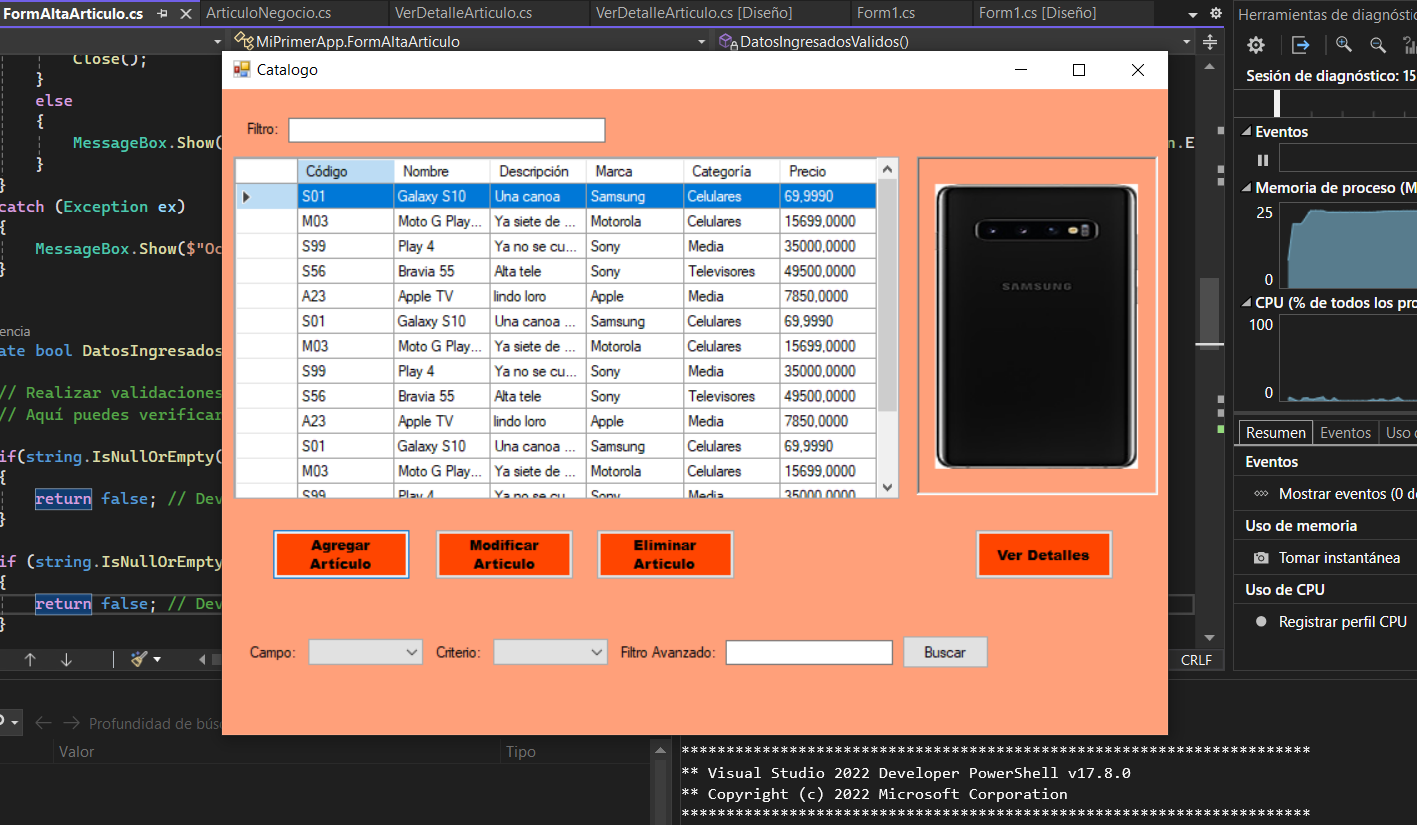 FormAltaArticulo.cs
ArticuloNegocio.cs
VerDetalleArticulo.cs
VerDetalleArticulo.cs [Diseño]
Form1.cs
Form1.cs [Diseño]
Herramientas de diagnóstic
MiPrimerApp.FormAltaArticulo
DatosIngresadosValidos()
Close();
}
else
{
MessageBox.Show(
n.E
}
}
catch (Exception ex)
{
MessageBox.Show($"Oc
}
encia
ate bool DatosIngresados
// Realizar validaciones
// Aquí puedes verificar
if(string.IsNullOrEmpty(
{
return false; // Dev
}
if (string.IsNullOrEmpty
{
return false; // Dev
}
Catalogo
Filtro:
Código Nombre Descripción Marca Categoría Precio
S01 Galaxy S10 Una canoa Samsung Celulares 69,9990
M03 Moto G Play... Ya siete de ... Motorola Celulares 15699,0000
S99 Play 4 Ya no se cu... Sony Media 35000,0000
S56 Bravia 55 Alta tele Sony Televisores 49500,0000
A23 Apple TV lindo loro Apple Media 7850,0000
S01 Galaxy S10 Una canoa ... Samsung Celulares 69,9990
M03 Moto G Play... Ya siete de ... Motorola Celulares 15699,0000
S99 Play 4 Ya no se cu... Sony Media 35000,0000
S56 Bravia 55 Alta tele Sony Televisores 49500,0000
A23 Apple TV lindo loro Apple Media 7850,0000
S01 Galaxy S10 Una canoa ... Samsung Celulares 69,9990
M03 Moto G Play... Ya siete de ... Motorola Celulares 15699,0000
S99 Play 4 Ya no se cu... Sony Media 35000,0000
SAMSUNG
Agregar
Artículo
Modificar
Articulo
Eliminar
Articulo
Ver Detalles
Campo:
Criterio:
Filtro Avanzado:
Buscar
Sesión de diagnóstico: 15
Eventos
Memoria de proceso (M
25
0
CPU (% de todos los pro
100
0
Resumen Eventos Uso d
Eventos
Mostrar eventos (0 de
Uso de memoria
Tomar instantánea
Uso de CPU
Registrar perfil CPU
CRLF
Profundidad de bús
Valor
Tipo
**********************************************************************
** Visual Studio 2022 Developer PowerShell v17.8.0
** Copyright (c) 2022 Microsoft Corporation
**********************************************************************